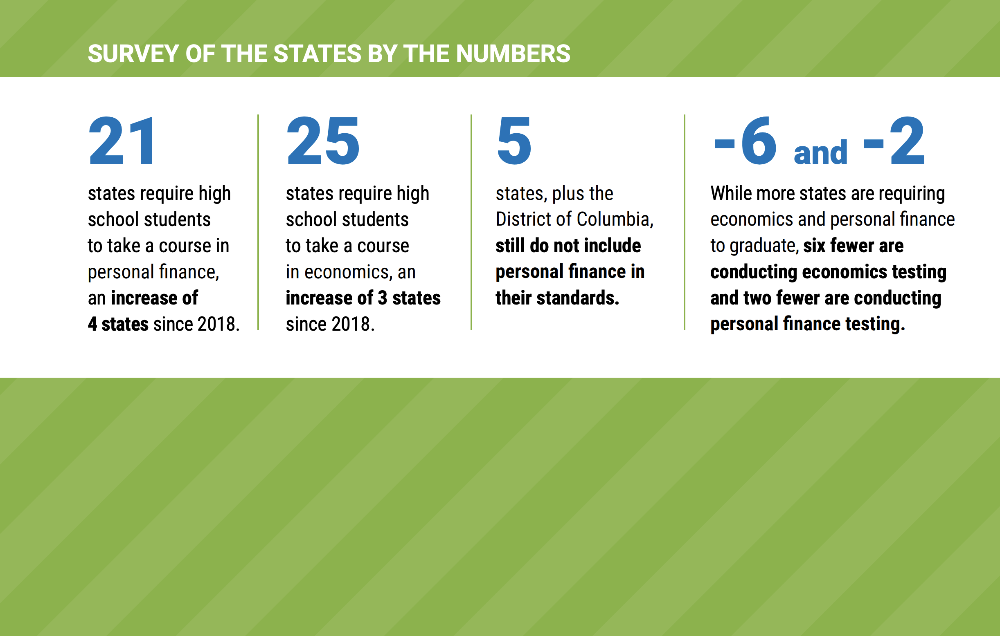 SURVEY OF THE STATES BY THE NUMBERS
21
states require high
school students
to take a course in
personal finance,
an increase of
4 states since 2018.
25
states require high
school students
to take a course
in economics, an
increase of 3 states
since 2018.
5
states, plus the
District of Columbia,
still do not include
personal finance in
their standards.
-6 and -2
While more states are requiring
economics and personal finance
to graduate, six fewer are
conducting economics testing
and two fewer are conducting
personal finance testing.